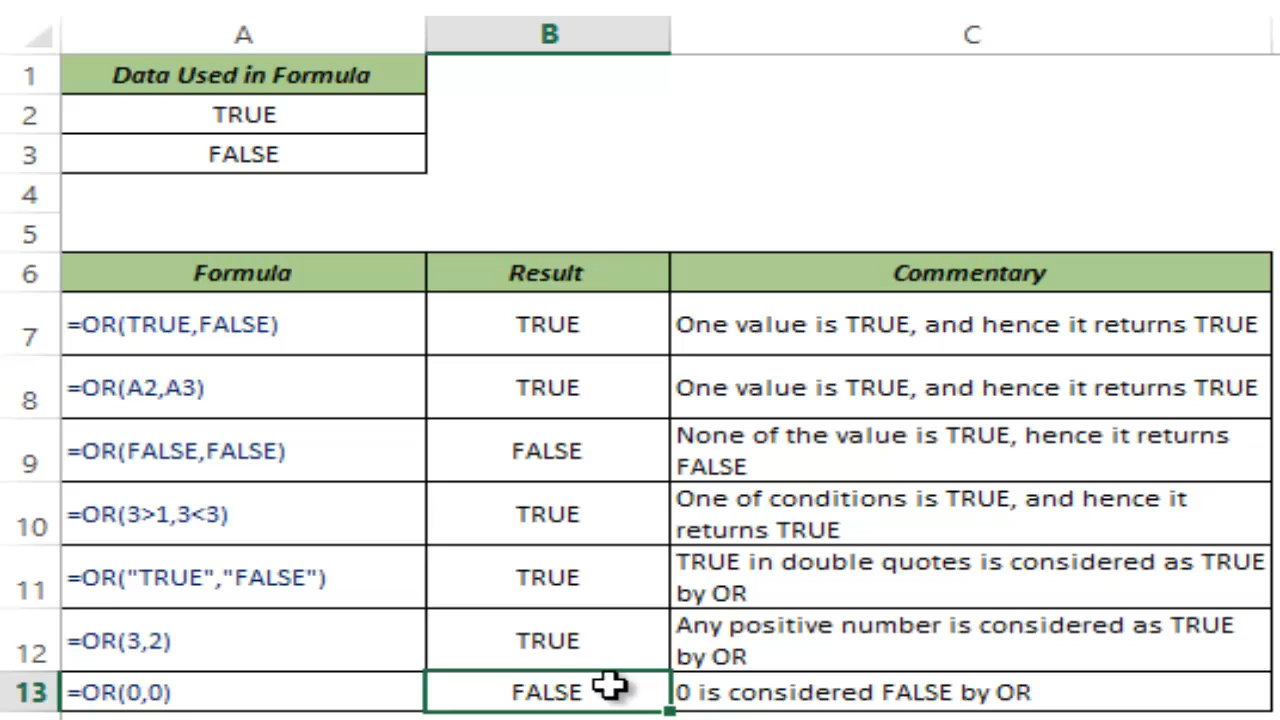 A B C
1 Data Used in Formula
2 TRUE
3 FALSE
4
5
6 Formula Result Commentary
7 =OR(TRUE,FALSE) TRUE One value is TRUE, and hence it returns TRUE
8 =OR(A2,A3) TRUE One value is TRUE, and hence it returns TRUE
9 =OR(FALSE,FALSE) FALSE None of the value is TRUE, hence it returns
FALSE
10 =OR(3>1,3<3) TRUE One of conditions is TRUE, and hence it
returns TRUE
11 =OR("TRUE","FALSE") TRUE TRUE in double quotes is considered as TRUE
by OR
12 =OR(3,2) TRUE Any positive number is considered as TRUE
by OR
13 =OR(0,0) FALSE 0 is considered FALSE by OR